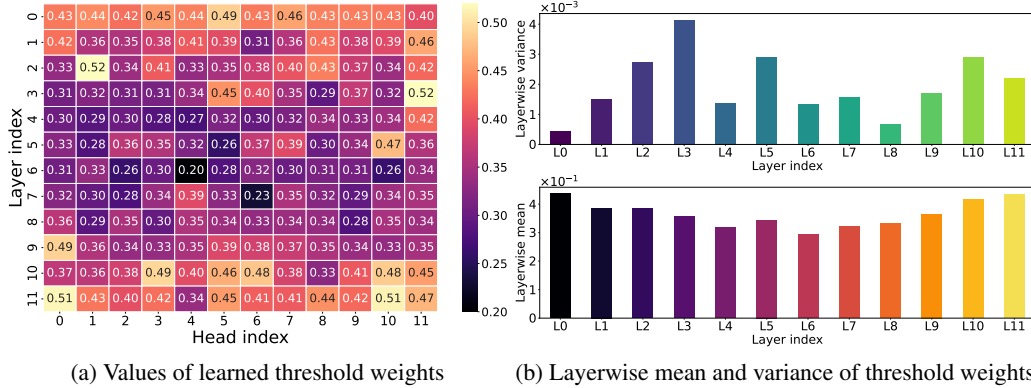 0 0.43 0.44 0.42 0.45 0.45 0.49 0.45 0.46 0.43 0.43 0.43 0.40
1 0.42 0.36 0.35 0.38 0.41 0.39 0.31 0.36 0.43 0.38 0.39 0.46
2 0.33 0.52 0.34 0.41 0.33 0.35 0.36 0.38 0.43 0.37 0.34 0.42
3 0.31 0.32 0.31 0.31 0.34 0.45 0.40 0.35 0.29 0.37 0.32 0.52
4 0.30 0.29 0.30 0.28 0.27 0.32 0.30 0.32 0.34 0.33 0.34 0.42
5 0.33 0.28 0.36 0.35 0.32 0.26 0.37 0.39 0.30 0.32 0.47 0.36
6 0.31 0.33 0.26 0.30 0.20 0.28 0.32 0.30 0.31 0.30 0.26 0.34
7 0.32 0.30 0.28 0.34 0.39 0.33 0.23 0.35 0.32 0.29 0.34 0.35
8 0.36 0.29 0.35 0.30 0.35 0.34 0.33 0.34 0.34 0.28 0.34 0.34
9 0.49 0.36 0.34 0.33 0.35 0.39 0.38 0.37 0.35 0.34 0.33 0.35
10 0.37 0.36 0.38 0.49 0.40 0.46 0.48 0.38 0.33 0.41 0.48 0.45
11 0.51 0.44 0.40 0.42 0.34 0.45 0.41 0.41 0.44 0.42 0.51 0.47
0 1 2 3 4 5 6 7 8 9 10 11
Head index
Layer index
0.50
0.45
0.40
0.35
0.30
0.25
0.20
(a) Values of learned threshold weights
×10⁻³
4
3
2
1
0
Layerwise variance
L0 L1 L2 L3 L4 L5 L6 L7 L8 L9 L10 L11
Layer index
×10⁻¹
4
2
0
Layerwise mean
L0 L1 L2 L3 L4 L5 L6 L7 L8 L9 L10 L11
Layer index
(b) Layerwise mean and variance of threshold weights